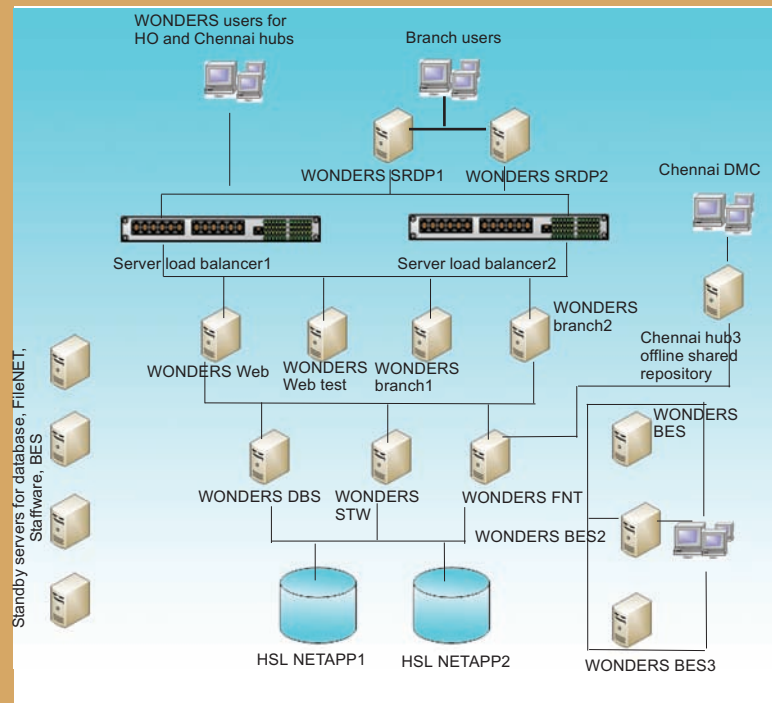 WONDERS users for
HO and Chennai hubs
Branch users
WONDERS SRDP1
WONDERS SRDP2
Chennai DMC
Server load balancer1
Server load balancer2
WONDERS Web
WONDERS
Web test
WONDERS
branch1
WONDERS
branch2
Chennai hub3
offline shared
repository
Standby servers for database, FileNET,
Staffware, BES
WONDERS DBS
WONDERS
STW
WONDERS FNT
WONDERS
BES
WONDERS BES2
WONDERS BES3
HSL NETAPP1
HSL NETAPP2